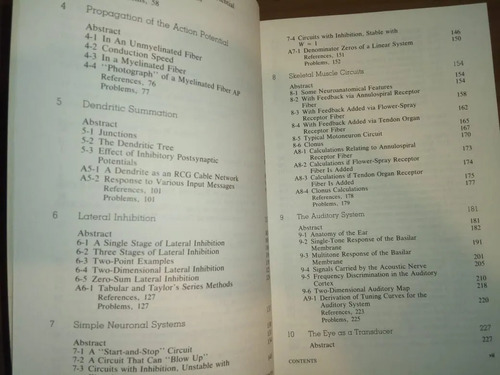 References, 58
4 Propagation of the Action Potential
Abstract
4-1 In An Unmyelinated Fiber
4-2 Conduction Speed
4-3 In a Myelinated Fiber
4-4 "Photograph" of a Myelinated Fiber AP
References, 76
Problems, 77
5 Dendritic Summation
Abstract
5-1 Junctions
5-2 The Dendritic Tree
5-3 Effect of Inhibitory Postsynaptic
Potentials
A5-1 A Dendrite as an RCG Cable Network
A5-2 Response to Various Input Messages
References, 101
Problems, 101
6 Lateral Inhibition
Abstract
6-1 A Single Stage of Lateral Inhibition
6-2 Three Stages of Lateral Inhibition
6-3 Two-Point Examples
6-4 Two-Dimensional Lateral Inhibition
6-5 Zero-Sum Lateral Inhibition
A6-1 Tabular and Taylor's Series Methods
References, 127
Problems, 127
7 Simple Neuronal Systems
Abstract
7-1 A "Start-and-Stop" Circuit
7-2 A Circuit That Can "Blow Up"
7-3 Circuits with Inhibition, Unstable with
7-4 Circuits with Inhibition, Stable with
W = 1 146
A7-1 Denominator Zeros of a Linear System 150
References, 151
Problems, 152
8 Skeletal Muscle Circuits 154
Abstract 154
8-1 Some Neuroanatomical Features 154
8-2 With Feedback via Annulospiral Receptor
Fiber 158
8-3 With Feedback Added via Flower-Spray
Receptor Fiber 162
8-4 With Feedback Added via Tendon Organ
Receptor Fiber 165
8-5 Typical Motoneuron Circuit 167
8-6 Clonus 170
A8-1 Calculations Relating to Annulospiral
Receptor Fiber 173
A8-2 Calculations if Flower-Spray Receptor
Fiber Is Added 174
A8-3 Calculations if Tendon Organ Receptor
Fiber Is Added 175
A8-4 Clonus Calculations 177
References, 178
Problems, 179
9 The Auditory System 181
Abstract 181
9-1 Anatomy of the Ear 182
9-2 Single-Tone Response of the Basilar
Membrane 191
9-3 Multitone Response of the Basilar
Membrane 201
9-4 Signals Carried by the Acoustic Nerve 205
9-5 Frequency Discrimination in the Auditory
Cortex 210
9-6 Two-Dimensional Auditory Map 218
A9-1 Derivation of Tuning Curves for the
Auditory System 220
References, 223
Problems, 225
10 The Eye as a Transducer 227
Abstract 227
CONTENTS